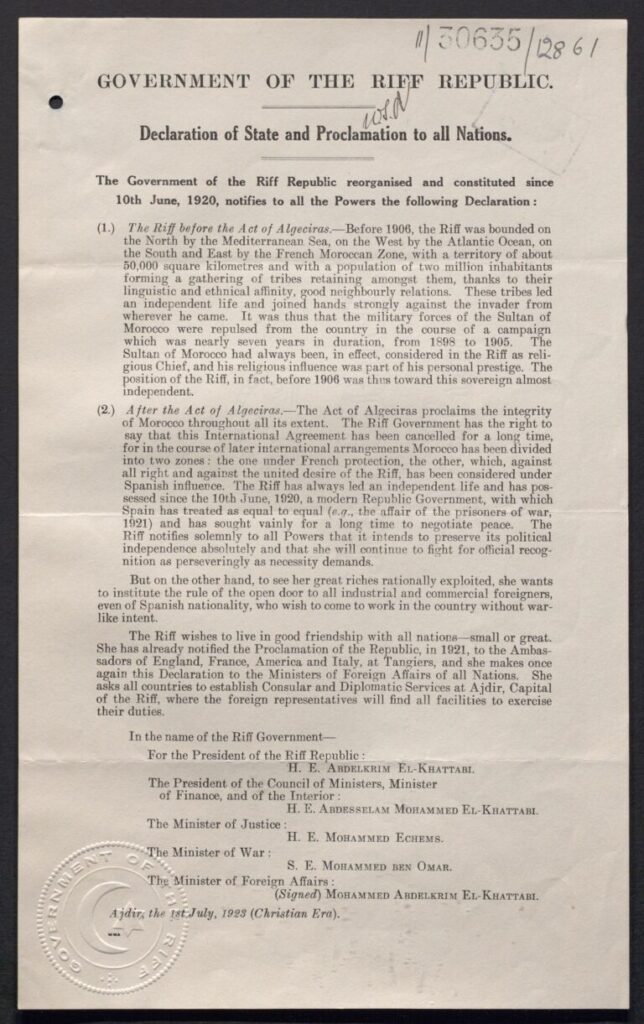 11/30635/12861
GOVERNMENT OF THE RIFF REPUBLIC.
Declaration of State and Proclamation to all Nations.
The Government of the Riff Republic reorganised and constituted since
10th June, 1920, notifies to all the Powers the following Declaration :
(1.) The Riff before the Act of Algeciras.—Before 1906, the Riff was bounded on
the North by the Mediterranean Sea, on the West by the Atlantic Ocean, on
the South and East by the French Moroccan Zone, with a territory of about
50,000 square kilometres and with a population of two million inhabitants
forming a gathering of tribes retaining amongst them, thanks to their
linguistic and ethnical affinity, good neighbourly relations. These tribes led
an independent life and joined hands strongly against the invader from
wherever he came. It was thus that the military forces of the Sultan of
Morocco were repulsed from the country in the course of a campaign
which was nearly seven years in duration, from 1898 to 1905. The
Sultan of Morocco had always been, in effect, considered in the Riff as reli-
gious Chief, and his religious influence was part of his personal prestige. The
position of the Riff, in fact, before 1906 was thus toward this sovereign almost
independent.
(2.) After the Act of Algeciras.—The Act of Algeciras proclaims the integrity
of Morocco throughout all its extent. The Riff Government has the right to
say that this International Agreement has been cancelled for a long time,
for in the course of later international arrangements Morocco has been divided
into two zones : the one under French protection, the other, which, against
all right and against the united desire of the Riff, has been considered under
Spanish influence. The Riff has always led an independent life and has pos-
sessed since the 10th June, 1920, a modern Republic Government, with which
Spain has treated as equal to equal (e.g., the affair of the prisoners of war,
1921) and has sought vainly for a long time to negotiate peace. The
Riff notifies solemnly to all Powers that it intends to preserve its political
independence absolutely and that she will continue to fight for official recog-
nition as perseveringly as necessity demands.
But on the other hand, to see her great riches rationally exploited, she wants
to institute the rule of the open door to all industrial and commercial foreigners,
even of Spanish nationality, who wish to come to work in the country without war-
like intent.
The Riff wishes to live in good friendship with all nations—small or great.
She has already notified the Proclamation of the Republic, in 1921, to the Ambas-
sadors of England, France, America and Italy, at Tangiers, and she makes once
again this Declaration to the Ministers of Foreign Affairs of all Nations. She
asks all countries to establish Consular and Diplomatic Services at Ajdir, Capital
of the Riff, where the foreign representatives will find all facilities to exercise
their duties.
In the name of the Riff Government—
For the President of the Riff Republic :
H. E. ABDELKRIM EL-KHATTABI.
The President of the Council of Ministers, Minister
of Finance, and of the Interior :
H. E. ABDESSELAM MOHAMMED EL-KHATTABI.
The Minister of Justice :
H. E. MOHAMMED ECHEMS.
The Minister of War :
S. E. MOHAMMED BEN OMAR.
The Minister of Foreign Affairs :
(Signed) MOHAMMED ABDELKRIM EL-KHATTABI.
Ajdir, the 1st July, 1923 (Christian Era).
GOVERNMENT OF THE RIFF